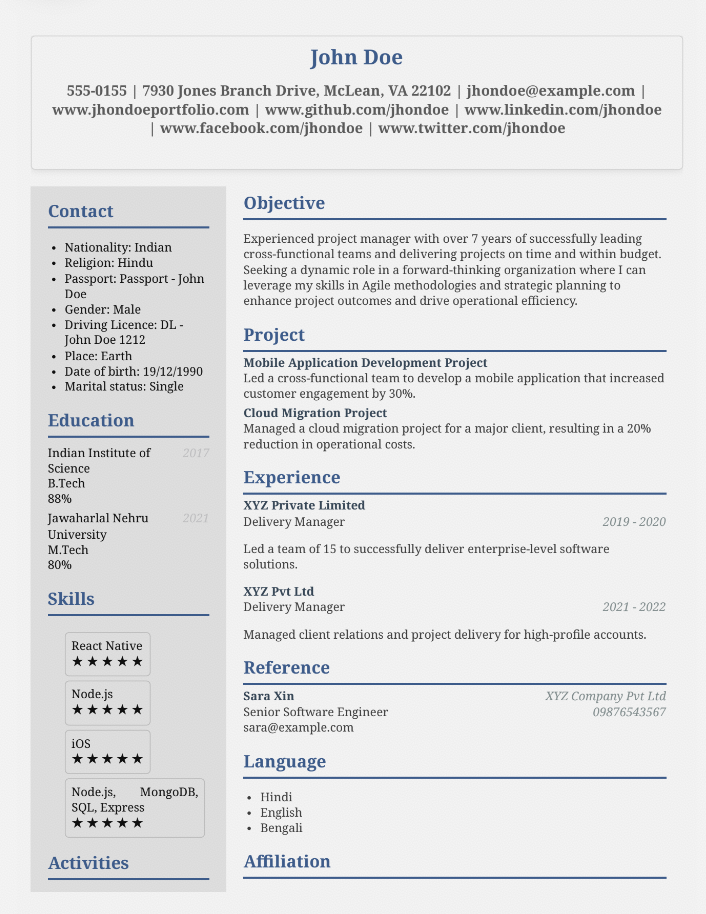 John Doe
555-0155 | 7930 Jones Branch Drive, McLean, VA 22102 | jhondoe@example.com |
www.jhondoeportfolio.com | www.github.com/jhondoe | www.linkedin.com/jhondoe
| www.facebook.com/jhondoe | www.twitter.com/jhondoe
Contact
• Nationality: Indian
• Religion: Hindu
• Passport: Passport - John
Doe
• Gender: Male
• Driving Licence: DL -
John Doe 1212
• Place: Earth
• Date of birth: 19/12/1990
• Marital status: Single
Education
Indian Institute of 2017
Science
B.Tech
88%
Jawaharlal Nehru 2021
University
M.Tech
80%
Skills
React Native
★★★★★
Node.js
★★★★★
iOS
★★★★★
Node.js, MongoDB,
SQL, Express
★★★★★
Activities
Objective
Experienced project manager with over 7 years of successfully leading
cross-functional teams and delivering projects on time and within budget.
Seeking a dynamic role in a forward-thinking organization where I can
leverage my skills in Agile methodologies and strategic planning to
enhance project outcomes and drive operational efficiency.
Project
Mobile Application Development Project
Led a cross-functional team to develop a mobile application that increased
customer engagement by 30%.
Cloud Migration Project
Managed a cloud migration project for a major client, resulting in a 20%
reduction in operational costs.
Experience
XYZ Private Limited
Delivery Manager 2019 - 2020
Led a team of 15 to successfully deliver enterprise-level software
solutions.
XYZ Pvt Ltd
Delivery Manager 2021 - 2022
Managed client relations and project delivery for high-profile accounts.
Reference
Sara Xin XYZ Company Pvt Ltd
Senior Software Engineer 09876543567
sara@example.com
Language
• Hindi
• English
• Bengali
Affiliation